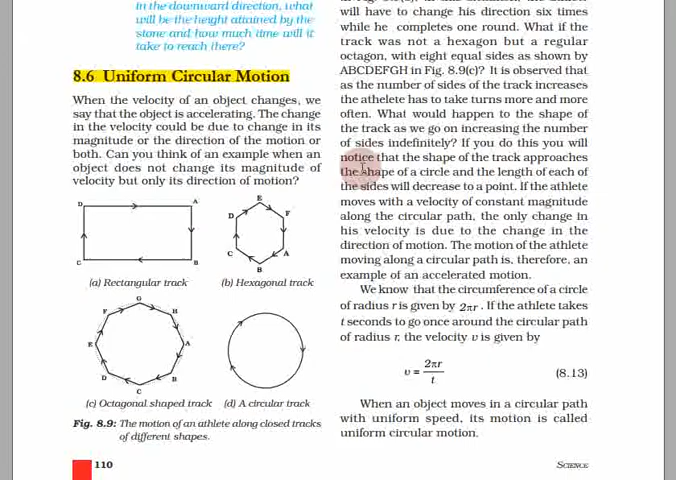 in the downward direction, what
will be the height attained by the
stone and how much time will it
take to reach there?
8.6 Uniform Circular Motion
When the velocity of an object changes, we
say that the object is accelerating. The change
in the velocity could be due to change in its
magnitude or the direction of the motion or
both. Can you think of an example when an
object does not change its magnitude of
velocity but only its direction of motion?
D A
C B
(a) Rectangular track
E
D F
C A
B
(b) Hexagonal track
G
F H
E A
D B
C
(c) Octagonal shaped track
(d) A circular track
Fig. 8.9: The motion of an athlete along closed tracks
of different shapes.
110
will have to change his direction six times
while he completes one round. What if the
track was not a hexagon but a regular
octagon, with eight equal sides as shown by
ABCDEFGH in Fig. 8.9(c)? It is observed that
as the number of sides of the track increases
the athelete has to take turns more and more
often. What would happen to the shape of
the track as we go on increasing the number
of sides indefinitely? If you do this you will
notice that the shape of the track approaches
the shape of a circle and the length of each of
the sides will decrease to a point. If the athlete
moves with a velocity of constant magnitude
along the circular path, the only change in
his velocity is due to the change in the
direction of motion. The motion of the athlete
moving along a circular path is, therefore, an
example of an accelerated motion.
We know that the circumference of a circle
of radius r is given by 2πr. If the athlete takes
t seconds to go once around the circular path
of radius r, the velocity v is given by
v = 2πr / t (8.13)
When an object moves in a circular path
with uniform speed, its motion is called
uniform circular motion.
SCIENCE